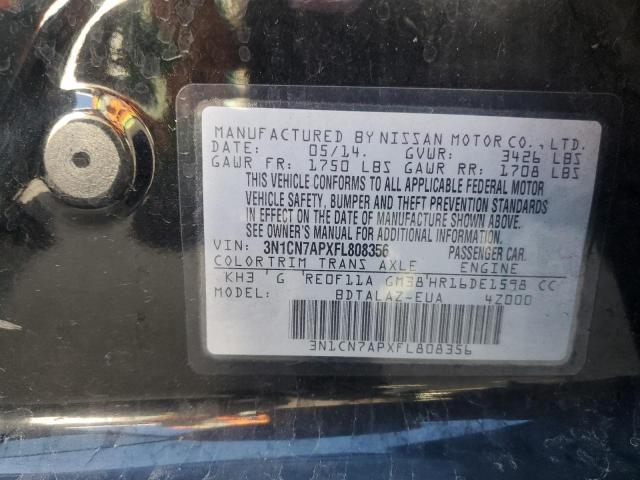 MANUFACTURED BY NISSAN MOTOR CO., LTD.
DATE: 05/14. GVWR: 3426 LBS
GAWR FR: 1750 LBS GAWR RR: 1708 LBS
THIS VEHICLE CONFORMS TO ALL APPLICABLE FEDERAL MOTOR
VEHICLE SAFETY, BUMPER AND THEFT PREVENTION STANDARDS
IN EFFECT ON THE DATE OF MANUFACTURE SHOWN ABOVE.
SEE OWNER'S MANUAL FOR ADDITIONAL INFORMATION.
VIN: 3N1CN7APXFL808356 PASSENGER CAR.
COLOR TRIM TRANS AXLE ENGINE
KH3 G RE0F11A GM38 HR16DE1598 CC
BDTALAZ-EUA 4Z000
3N1CN7APXFL808356